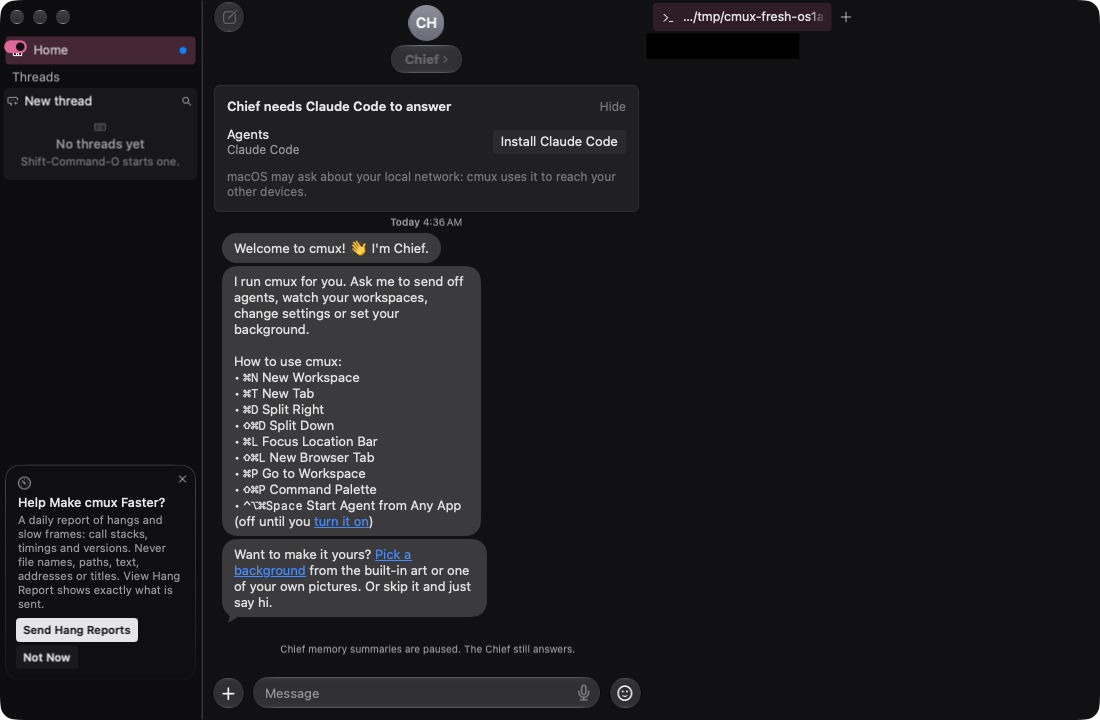 Home
Threads
New thread
No threads yet
Shift-Command-O starts one.
Help Make cmux Faster?
A daily report of hangs and
slow frames: call stacks,
timings and versions. Never
file names, paths, text,
addresses or titles. View Hang
Report shows exactly what is
sent.
Send Hang Reports
Not Now
CH
Chief >
Chief needs Claude Code to answer
Hide
Agents
Claude Code
Install Claude Code
macOS may ask about your local network: cmux uses it to reach your
other devices.
Today 4:36 AM
Welcome to cmux! 👋 I'm Chief.
I run cmux for you. Ask me to send off
agents, watch your workspaces,
change settings or set your
background.
How to use cmux:
• ⌘N New Workspace
• ⌘T New Tab
• ⌘D Split Right
• ⇧⌘D Split Down
• ⌘L Focus Location Bar
• ⇧⌘L New Browser Tab
• ⌘P Go to Workspace
• ⇧⌘P Command Palette
• ^⌥⌘Space Start Agent from Any App
(off until you turn it on)
Want to make it yours? Pick a
background from the built-in art or one
of your own pictures. Or skip it and just
say hi.
Chief memory summaries are paused. The Chief still answers.
Message
>_ .../tmp/cmux-fresh-os1a